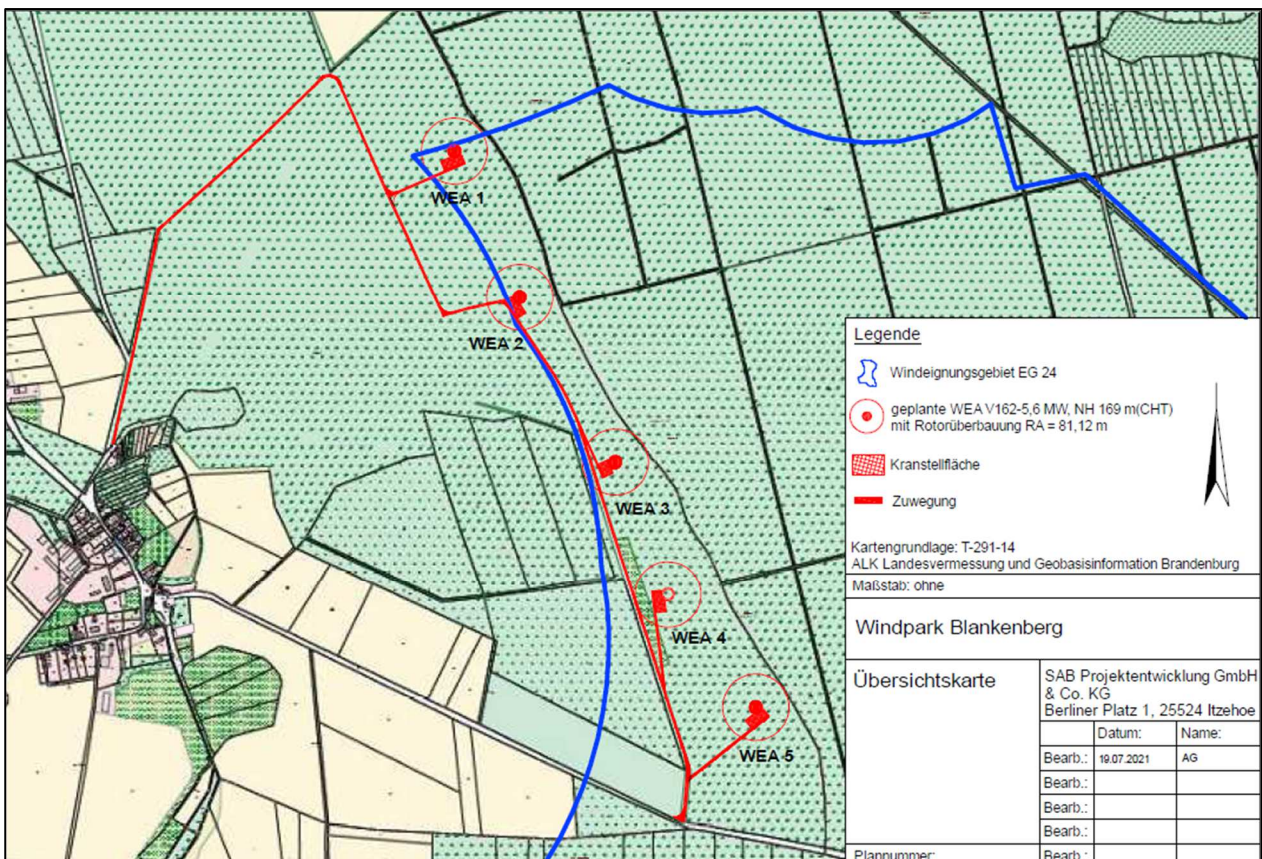 WEA 1
WEA 2
WEA 3
WEA 4
WEA 5
Legende
Windeignungsgebiet EG 24
geplante WEA V162-5,6 MW, NH 169 m(CHT)
mit Rotorüberbauung RA = 81,12 m
Kranstellfläche
Zuwegung
Kartengrundlage: T-291-14
ALK Landesvermessung und Geobasisinformation Brandenburg
Maßstab: ohne
Windpark Blankenberg
Übersichtskarte
SAB Projektentwicklung GmbH
& Co. KG
Berliner Platz 1, 25524 Itzehoe
Datum: Name:
Bearb.: 19.07.2021 AG
Bearb.:
Bearb.:
Bearb.:
Plannummer: Bearb.: